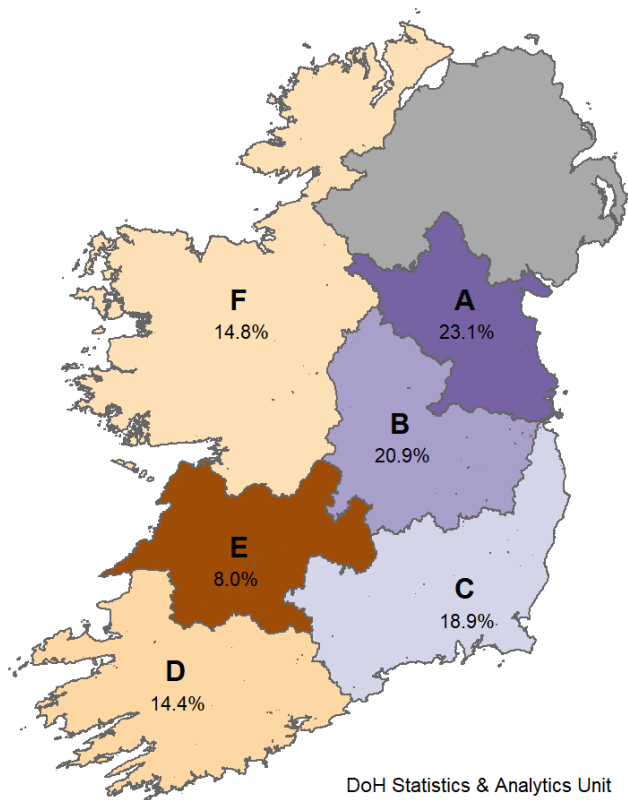 A
23.1%
F
14.8%
B
20.9%
E
8.0%
C
18.9%
D
14.4%
DoH Statistics & Analytics Unit